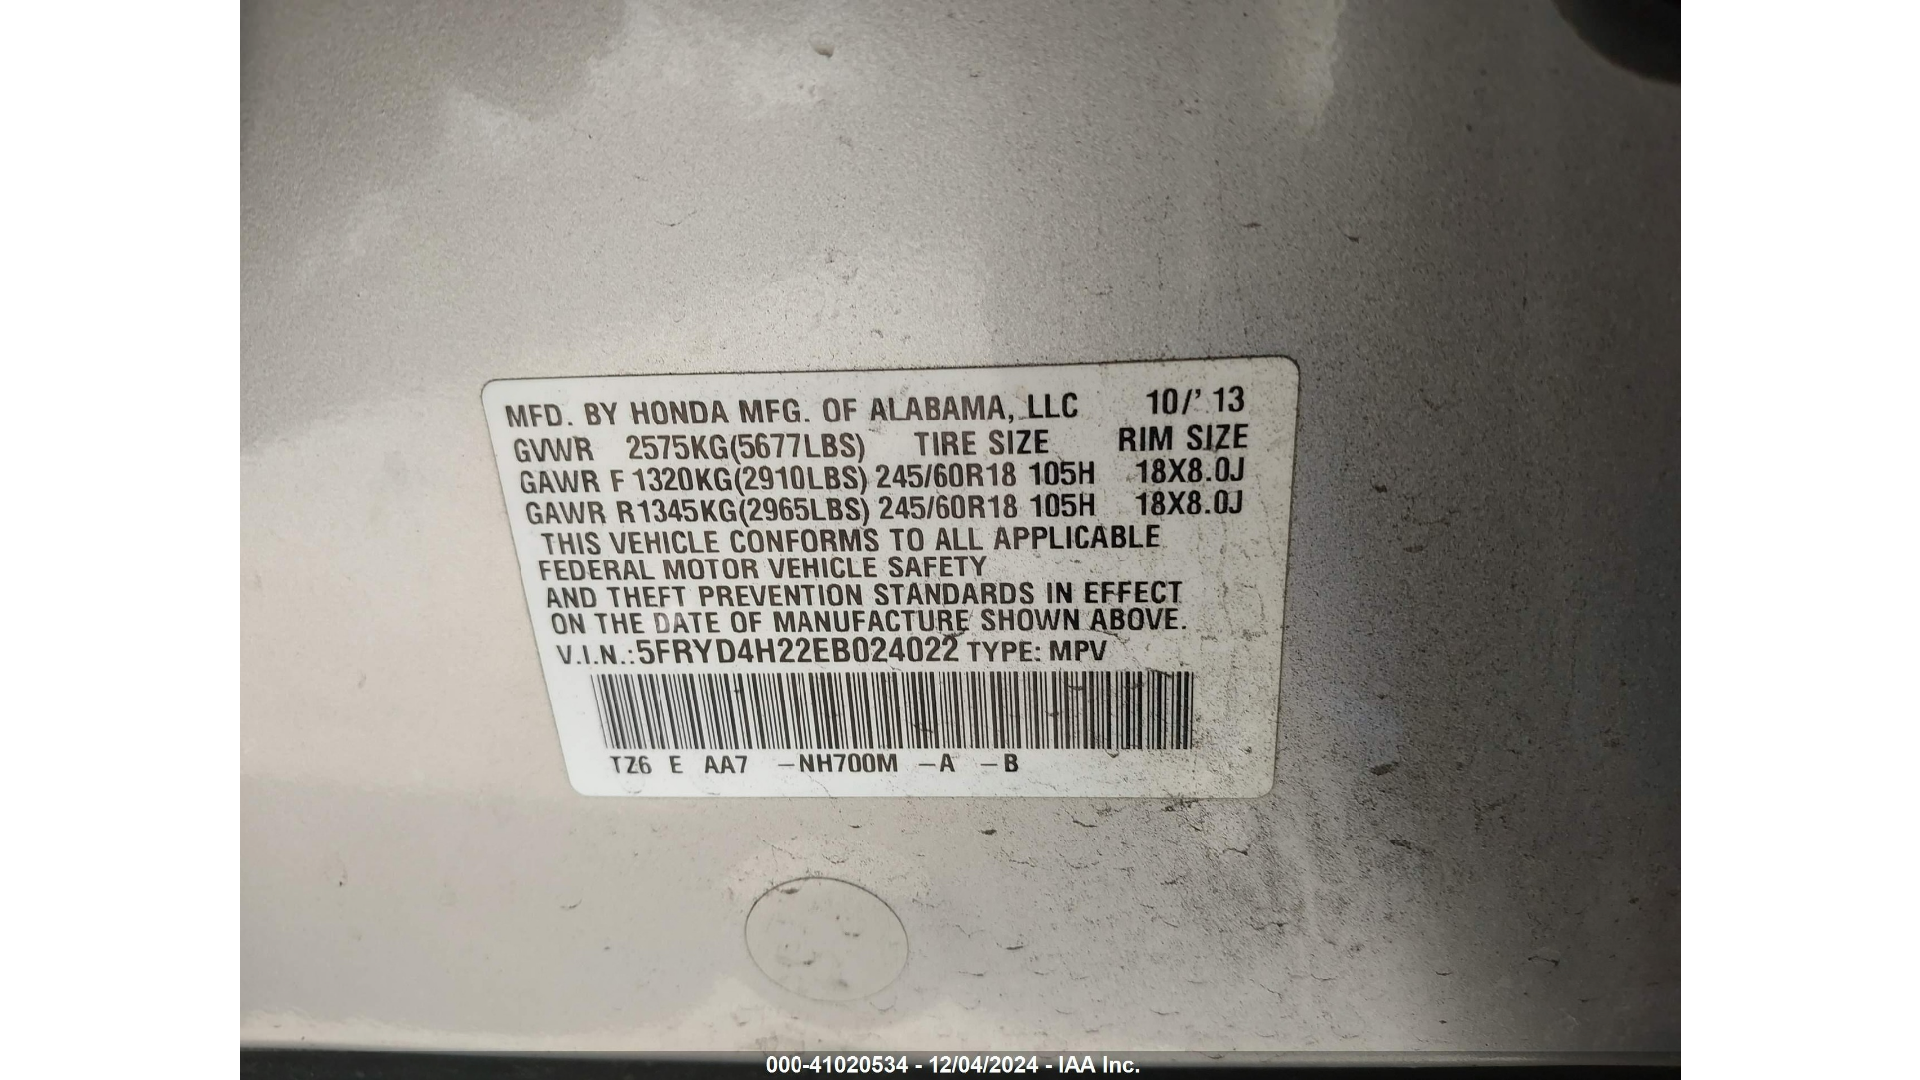 MFD. BY HONDA MFG. OF ALABAMA, LLC 10/' 13
GVWR 2575KG(5677LBS) TIRE SIZE RIM SIZE
GAWR F 1320KG(2910LBS) 245/60R18 105H 18X8.0J
GAWR R1345KG(2965LBS) 245/60R18 105H 18X8.0J
THIS VEHICLE CONFORMS TO ALL APPLICABLE
FEDERAL MOTOR VEHICLE SAFETY
AND THEFT PREVENTION STANDARDS IN EFFECT
ON THE DATE OF MANUFACTURE SHOWN ABOVE.
V.I.N.:5FRYD4H22EB024022 TYPE: MPV
TZ6 E AA7 -NH700M -A -B
000-41020534 - 12/04/2024 - IAA Inc.